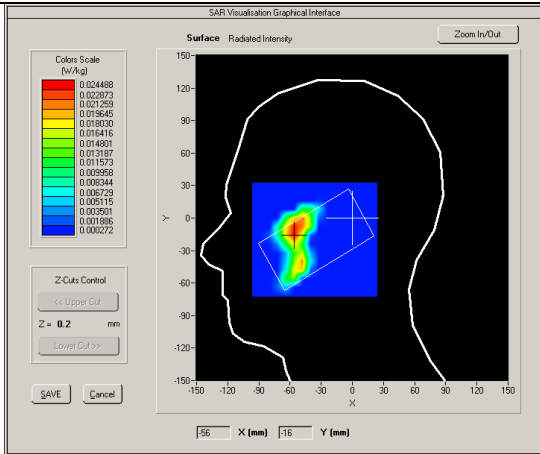 SAR Visualisation Graphical Interface
Surface Radiated Intensity
Zoom In/Out
Colors Scale
(W/kg)
0.024488
0.022873
0.021259
0.019645
0.018030
0.016416
0.014801
0.013187
0.011573
0.009958
0.008344
0.006729
0.005115
0.003501
0.001886
0.000272
Z-Cuts Control
<< Upper Cut
Z = 0.2 mm
Lower Cut >>
SAVE Cancel
150-
120-
90-
60-
30-
Y 0-
-30-
-60-
-90-
-120-
-150-
-150 -120 -90 -60 -30 0 30 60 90 120 150
X
-56 X (mm) -16 Y (mm)